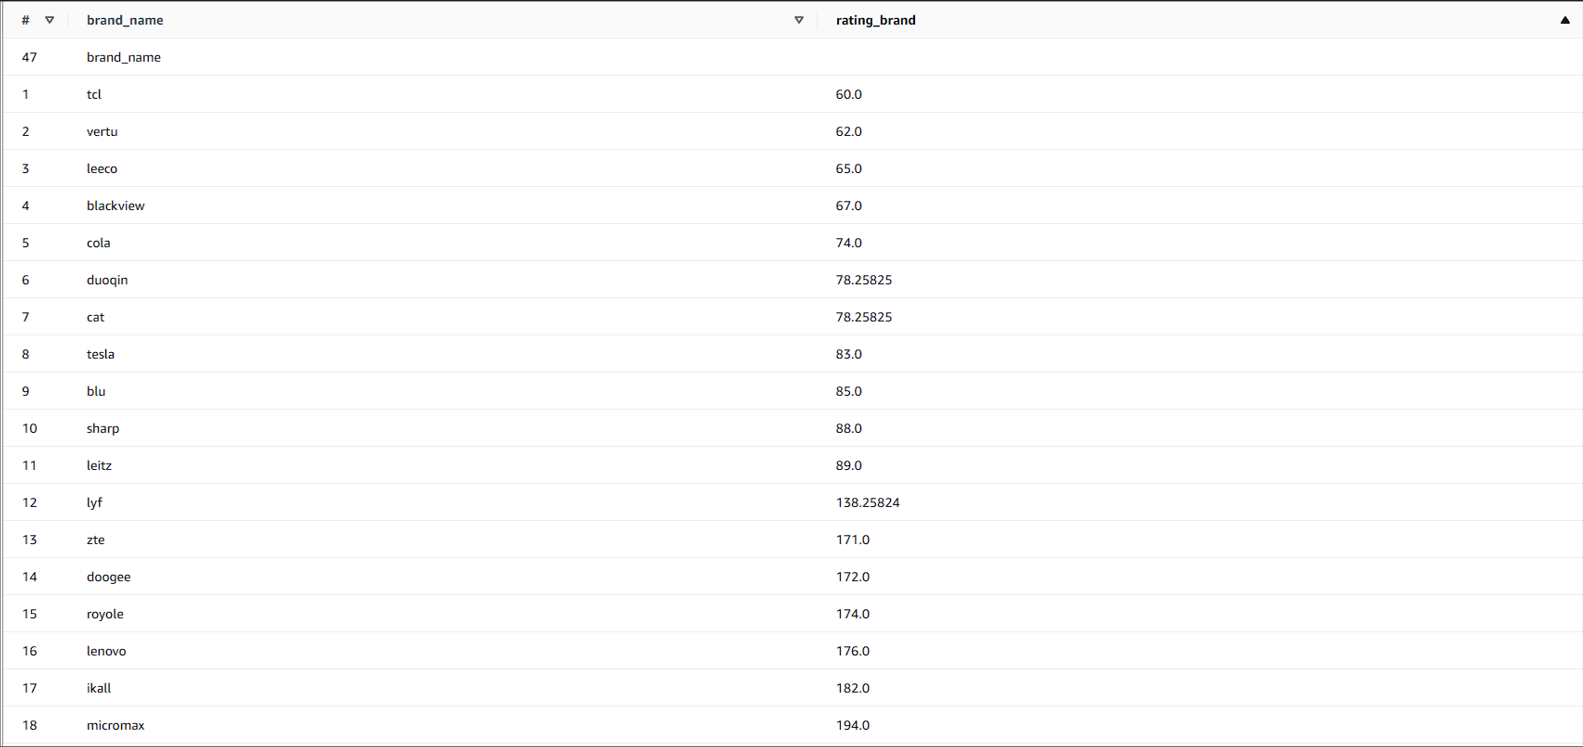 # brand_name rating_brand
47 brand_name
1 tcl 60.0
2 vertu 62.0
3 leeco 65.0
4 blackview 67.0
5 cola 74.0
6 duoqin 78.25825
7 cat 78.25825
8 tesla 83.0
9 blu 85.0
10 sharp 88.0
11 leitz 89.0
12 lyf 138.25824
13 zte 171.0
14 doogee 172.0
15 royole 174.0
16 lenovo 176.0
17 ikall 182.0
18 micromax 194.0